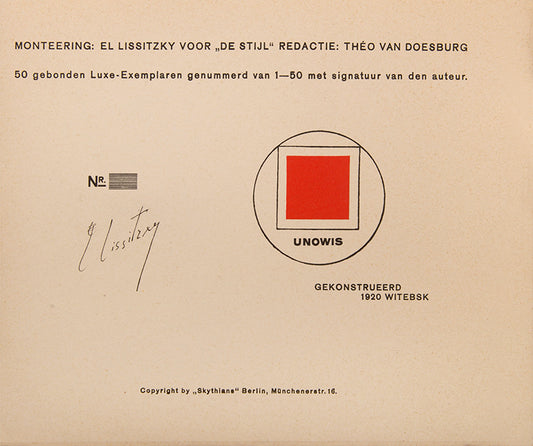 MONTEERING: EL LISSITZKY VOOR „DE STIJL“ REDACTIE: THÉO VAN DOESBURG
50 gebonden Luxe-Exemplaren genummerd van 1—50 met signatuur van den auteur.
NR.
El Lissitzky
UNOWIS
GEKONSTRUEERD
1920 WITEBSK
Copyright by „Skythians“ Berlin, Münchenerstr. 16.